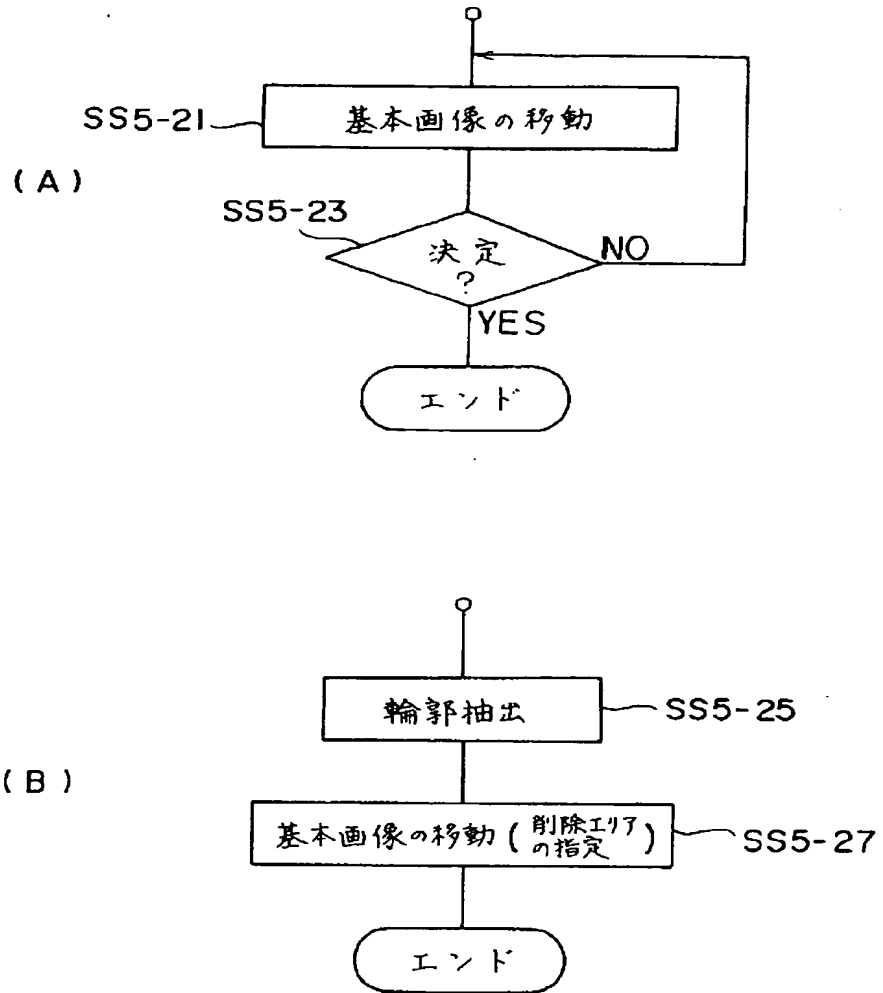 SS5-21
基本画像の移動
(A)
SS5-23
決定
?
NO
YES
エンド
輪郭抽出
SS5-25
(B)
基本画像の移動(削除エリア
の指定)
SS5-27
エンド